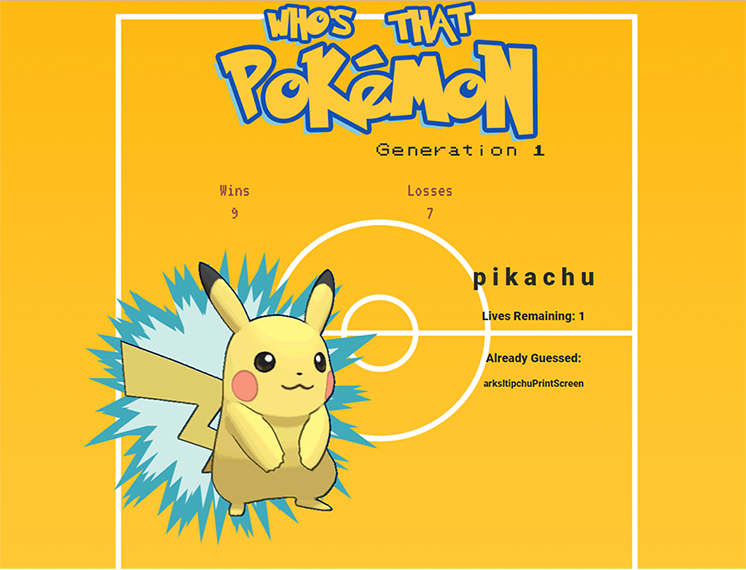 WHO'S THAT
POKéMON
Generation 1
Wins
Losses
9
7
pikachu
Lives Remaining: 1
Already Guessed:
arksltipchuPrintScreen